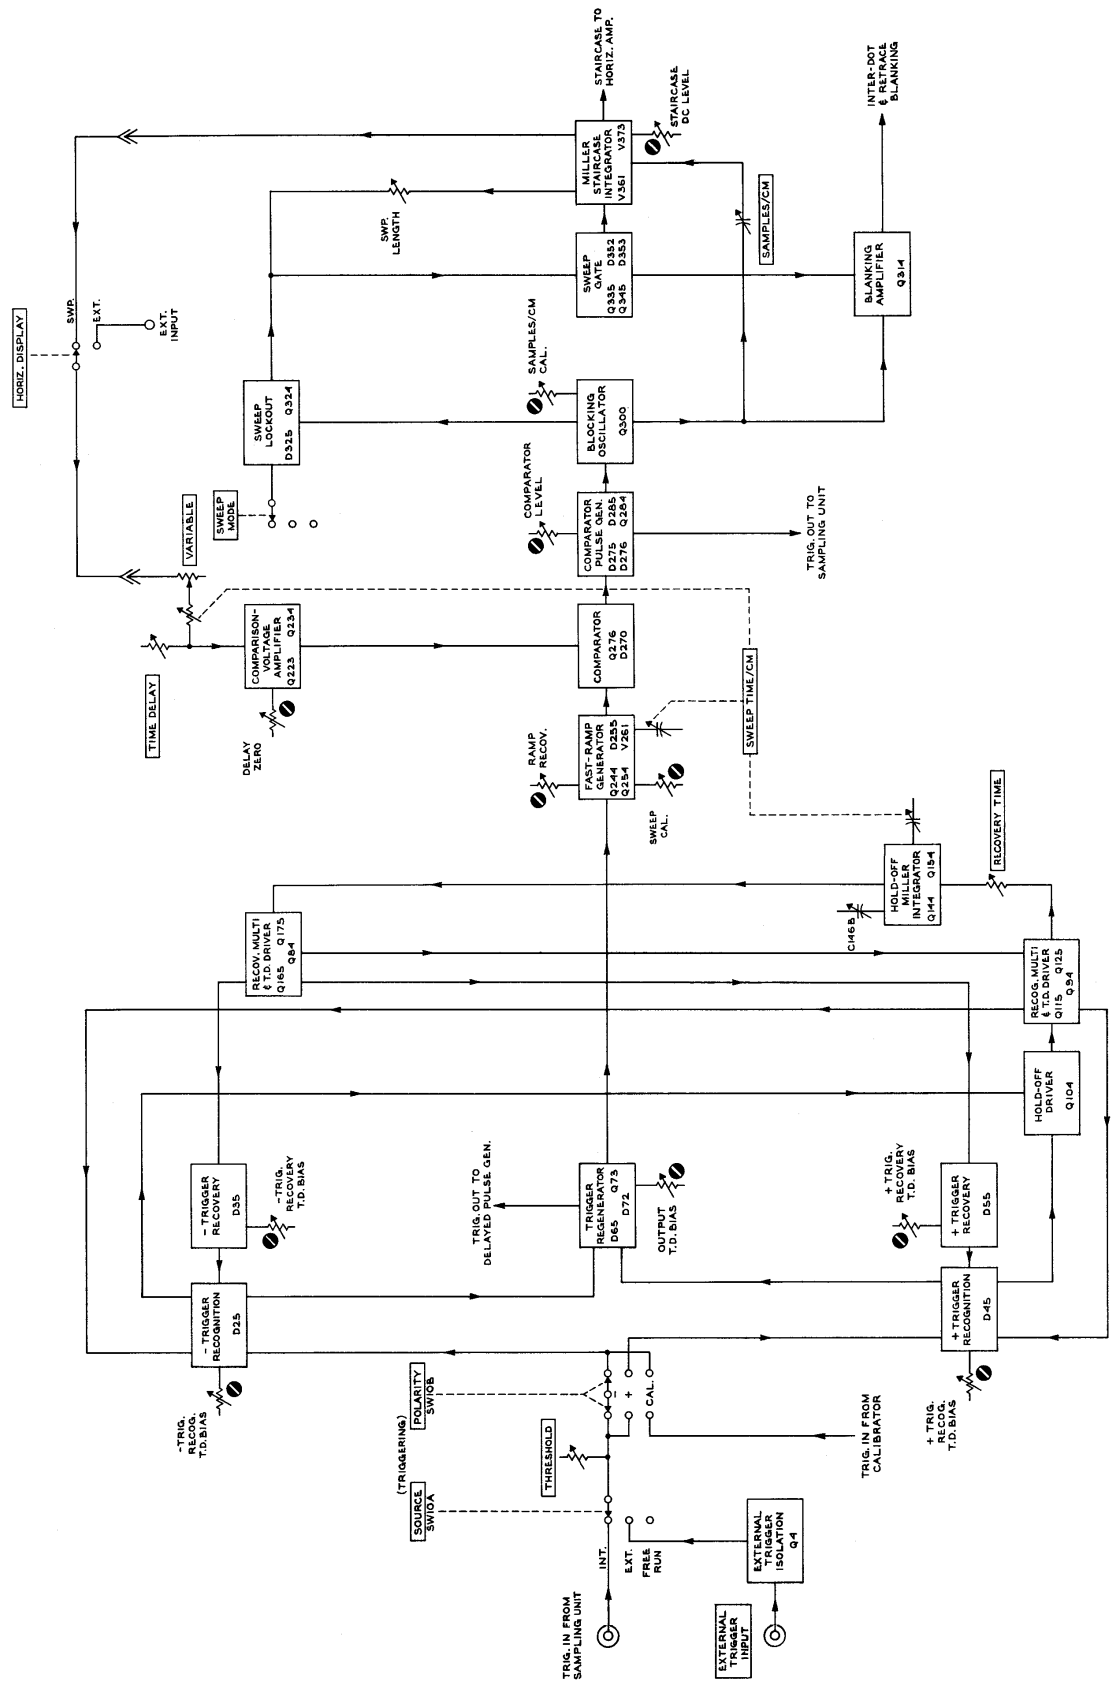 TRIG. IN FROM
SAMPLING UNIT
EXTERNAL
TRIGGER
INPUT
EXTERNAL
TRIGGER
ISOLATION
Q4
INT.
EXT.
FREE
RUN
(TRIGGERING)
SOURCE
SW10A
THRESHOLD
POLARITY
SW10B
−
+
CAL.
TRIG. IN FROM
CALIBRATOR
−TRIG.
RECOG.
T.D. BIAS
− TRIGGER
RECOGNITION
D25
− TRIGGER
RECOVERY
D35
−TRIG.
RECOVERY
T.D. BIAS
+ TRIG.
RECOG.
T.D. BIAS
+ TRIGGER
RECOGNITION
D45
+ TRIGGER
RECOVERY
D55
+ TRIG.
RECOVERY
T.D. BIAS
TRIG. OUT TO
DELAYED PULSE GEN.
TRIGGER
REGENERATOR
D65 Q73
D72
OUTPUT
T.D. BIAS
HOLD-OFF
DRIVER
Q104
RECOG. MULTI
& T.D. DRIVER
Q115 Q125
Q94
RECOV. MULTI
& T.D. DRIVER
Q165 Q175
Q84
C146B
HOLD-OFF
MILLER
INTEGRATOR
Q144 Q154
RECOVERY TIME
RAMP
RECOV.
FAST-RAMP
GENERATOR
Q244 D255
Q254 V261
SWEEP
CAL.
SWEEP TIME/CM
TIME DELAY
DELAY
ZERO
COMPARISON-
VOLTAGE
AMPLIFIER
Q223 Q234
VARIABLE
COMPARATOR
Q276
D270
COMPARATOR
LEVEL
COMPARATOR
PULSE GEN.
D275 D285
D276 Q284
TRIG. OUT TO
SAMPLING UNIT
SWEEP
MODE
SWEEP
LOCKOUT
D325 Q324
SAMPLES/CM
CAL.
BLOCKING
OSCILLATOR
Q300
HORIZ. DISPLAY
SWP.
EXT.
EXT.
INPUT
SWP.
LENGTH
SWEEP
GATE
Q335 D352
Q345 D353
BLANKING
AMPLIFIER
Q314
SAMPLES/CM
MILLER
STAIRCASE
INTEGRATOR
V361 V373
STAIRCASE
DC LEVEL
STAIRCASE TO
HORIZ. AMP.
INTER-DOT
& RETRACE
BLANKING